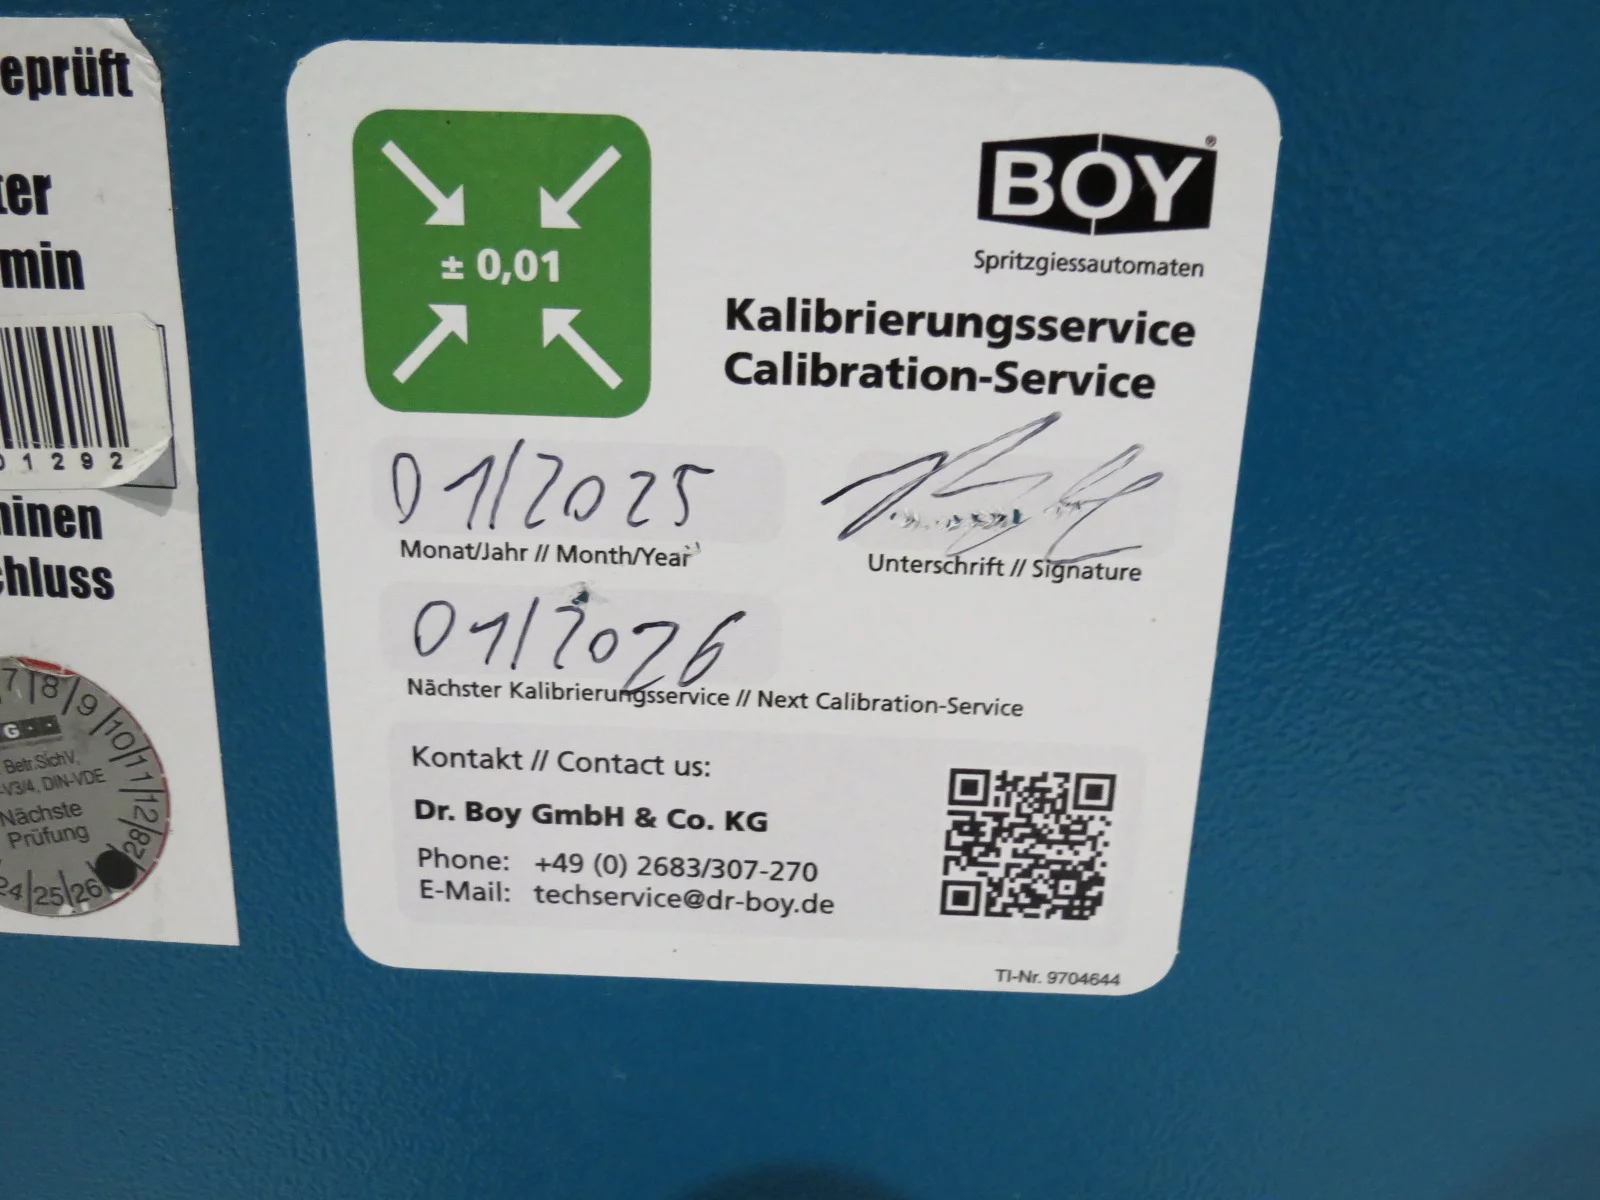 eprüft
ter
min
01292
ninen
chluss
7 8 9 10 11 12
G
Betr.SichV,
-V3/4, DIN-VDE
Nächste
Prüfung
24 25 26 28
± 0,01
BOY®
Spritzgiessautomaten
Kalibrierungsservice
Calibration-Service
01/2025
Monat/Jahr // Month/Year
Unterschrift // Signature
01/2026
Nächster Kalibrierungsservice // Next Calibration-Service
Kontakt // Contact us:
Dr. Boy GmbH & Co. KG
Phone: +49 (0) 2683/307-270
E-Mail: techservice@dr-boy.de
TI-Nr. 9704644